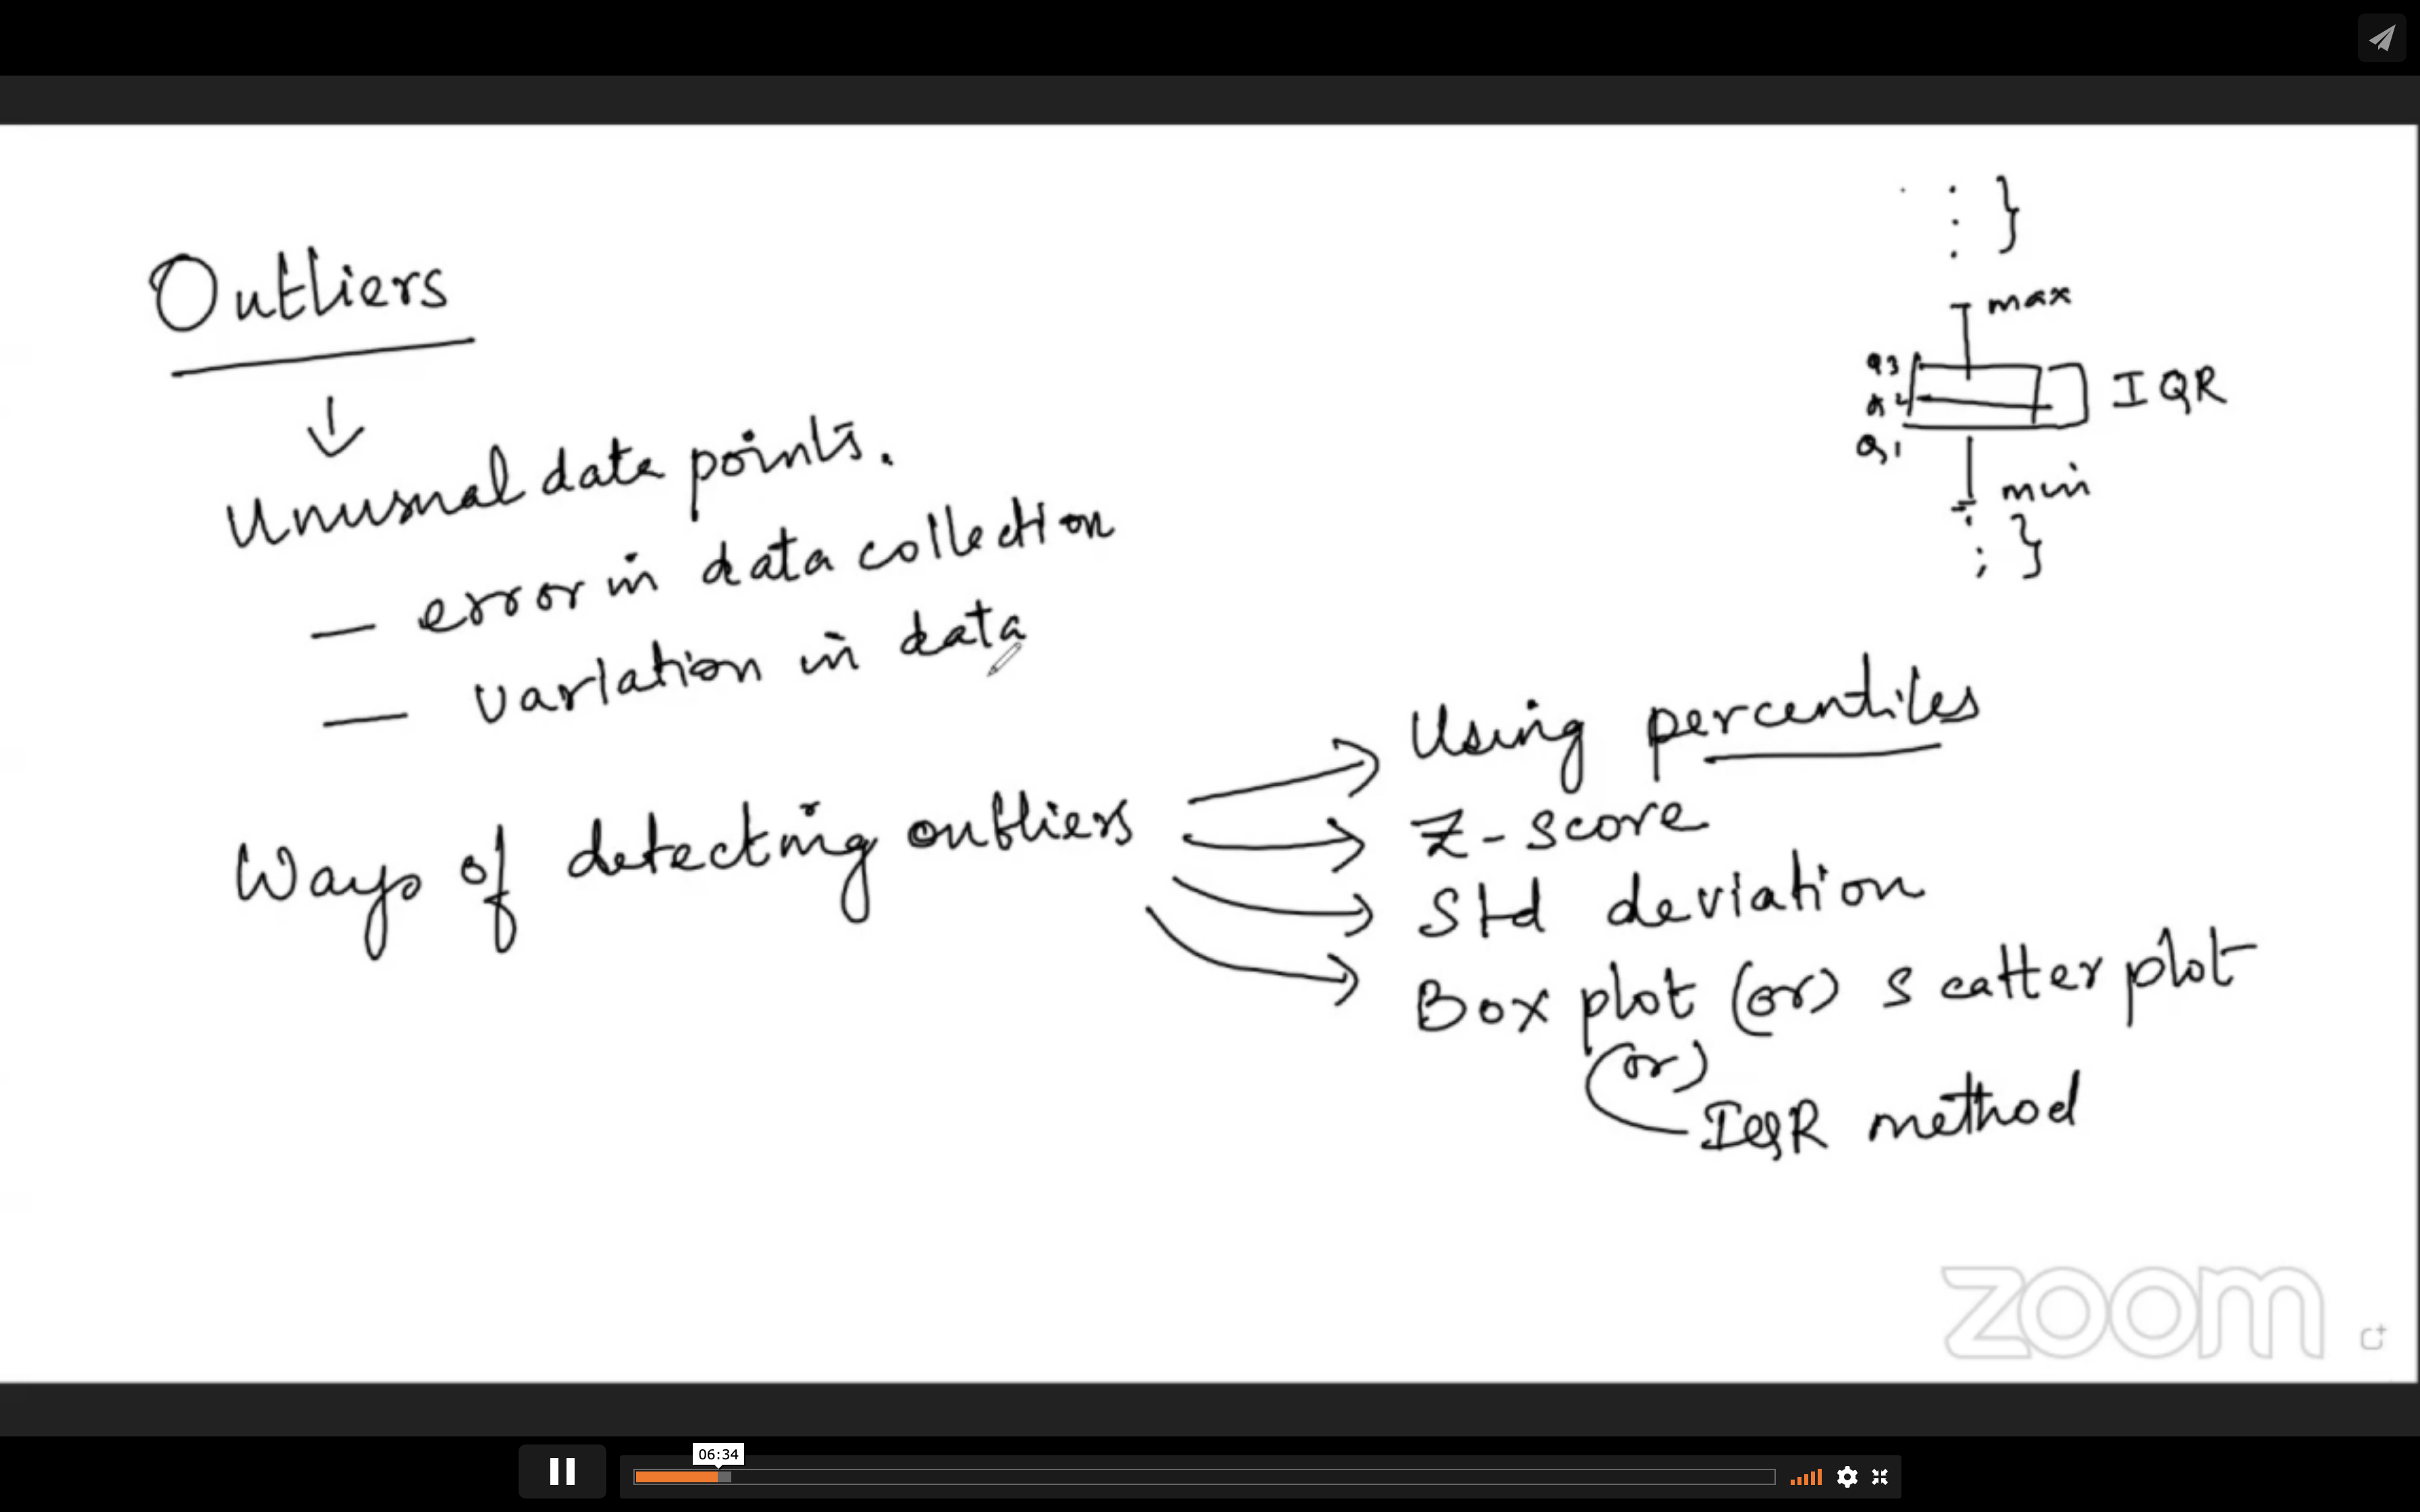 Outliers
Unusual data points.
— error in data collection
— variation in data
max
Q3
IQR
Q2
Q1
min
Ways of detecting outliers
Using percentiles
Z-score
Std deviation
Box plot (or) scatter plot
(or)
IQR method
zoom
06:34